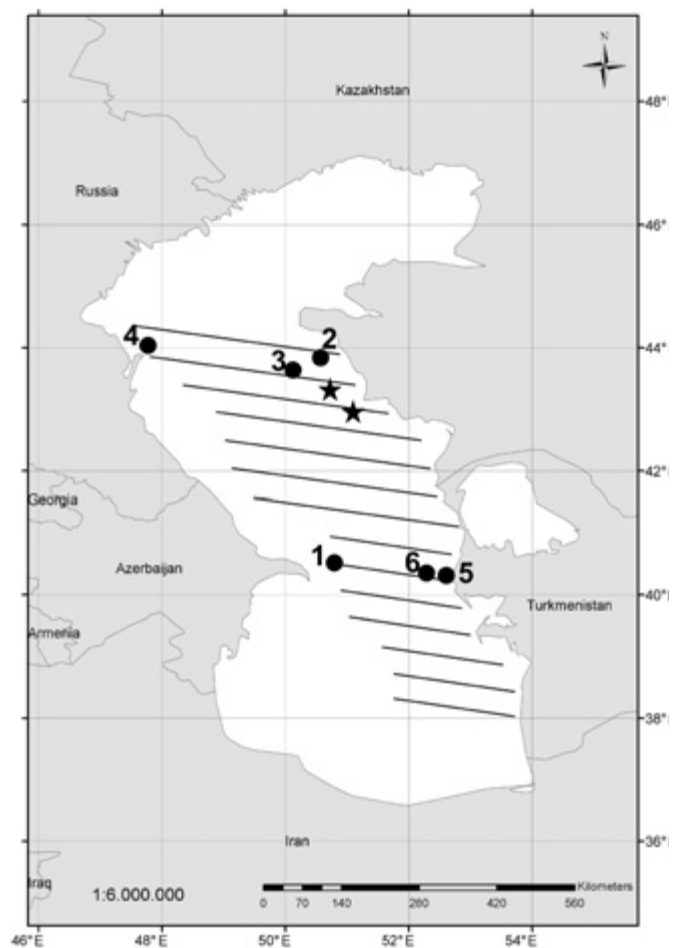 N
Kazakhstan
48°
Russia
46°
4
2
44°
3
42°
Georgia
1
6
5
Azerbaijan
40°
Turkmenistan
Armenia
38°
Iran
36°
Iraq
1:6.000.000
Kilometers
0 70 140 280 420 560
46°E 48°E 50°E 52°E 54°E